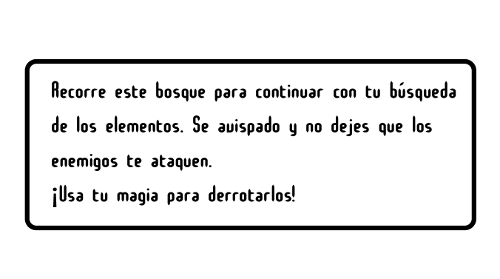 Recorre este bosque para continuar con tu búsqueda
de los elementos. Se avispado y no dejes que los
enemigos te ataquen.
¡Usa tu magia para derrotarlos!